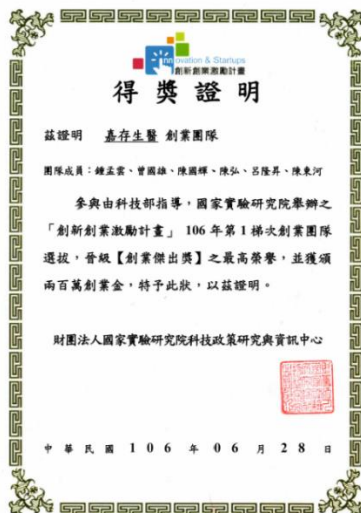 Innovation & Startups
創新創業激勵計畫
得獎證明
茲證明 嘉存生醫 創業團隊
團隊成員：鍾孟雲、曾國雄、陳國輝、陳弘、呂隆昇、陳東河
參與由科技部指導，國家實驗研究院舉辦之
「創新創業激勵計畫」106年第1梯次創業團隊
選拔，晉級【創業傑出獎】之最高榮譽，並獲頒
兩百萬創業金，特予此狀，以茲證明。
財團法人國家實驗研究院科技政策研究與資訊中心
中華民國 106 年 06 月 28 日